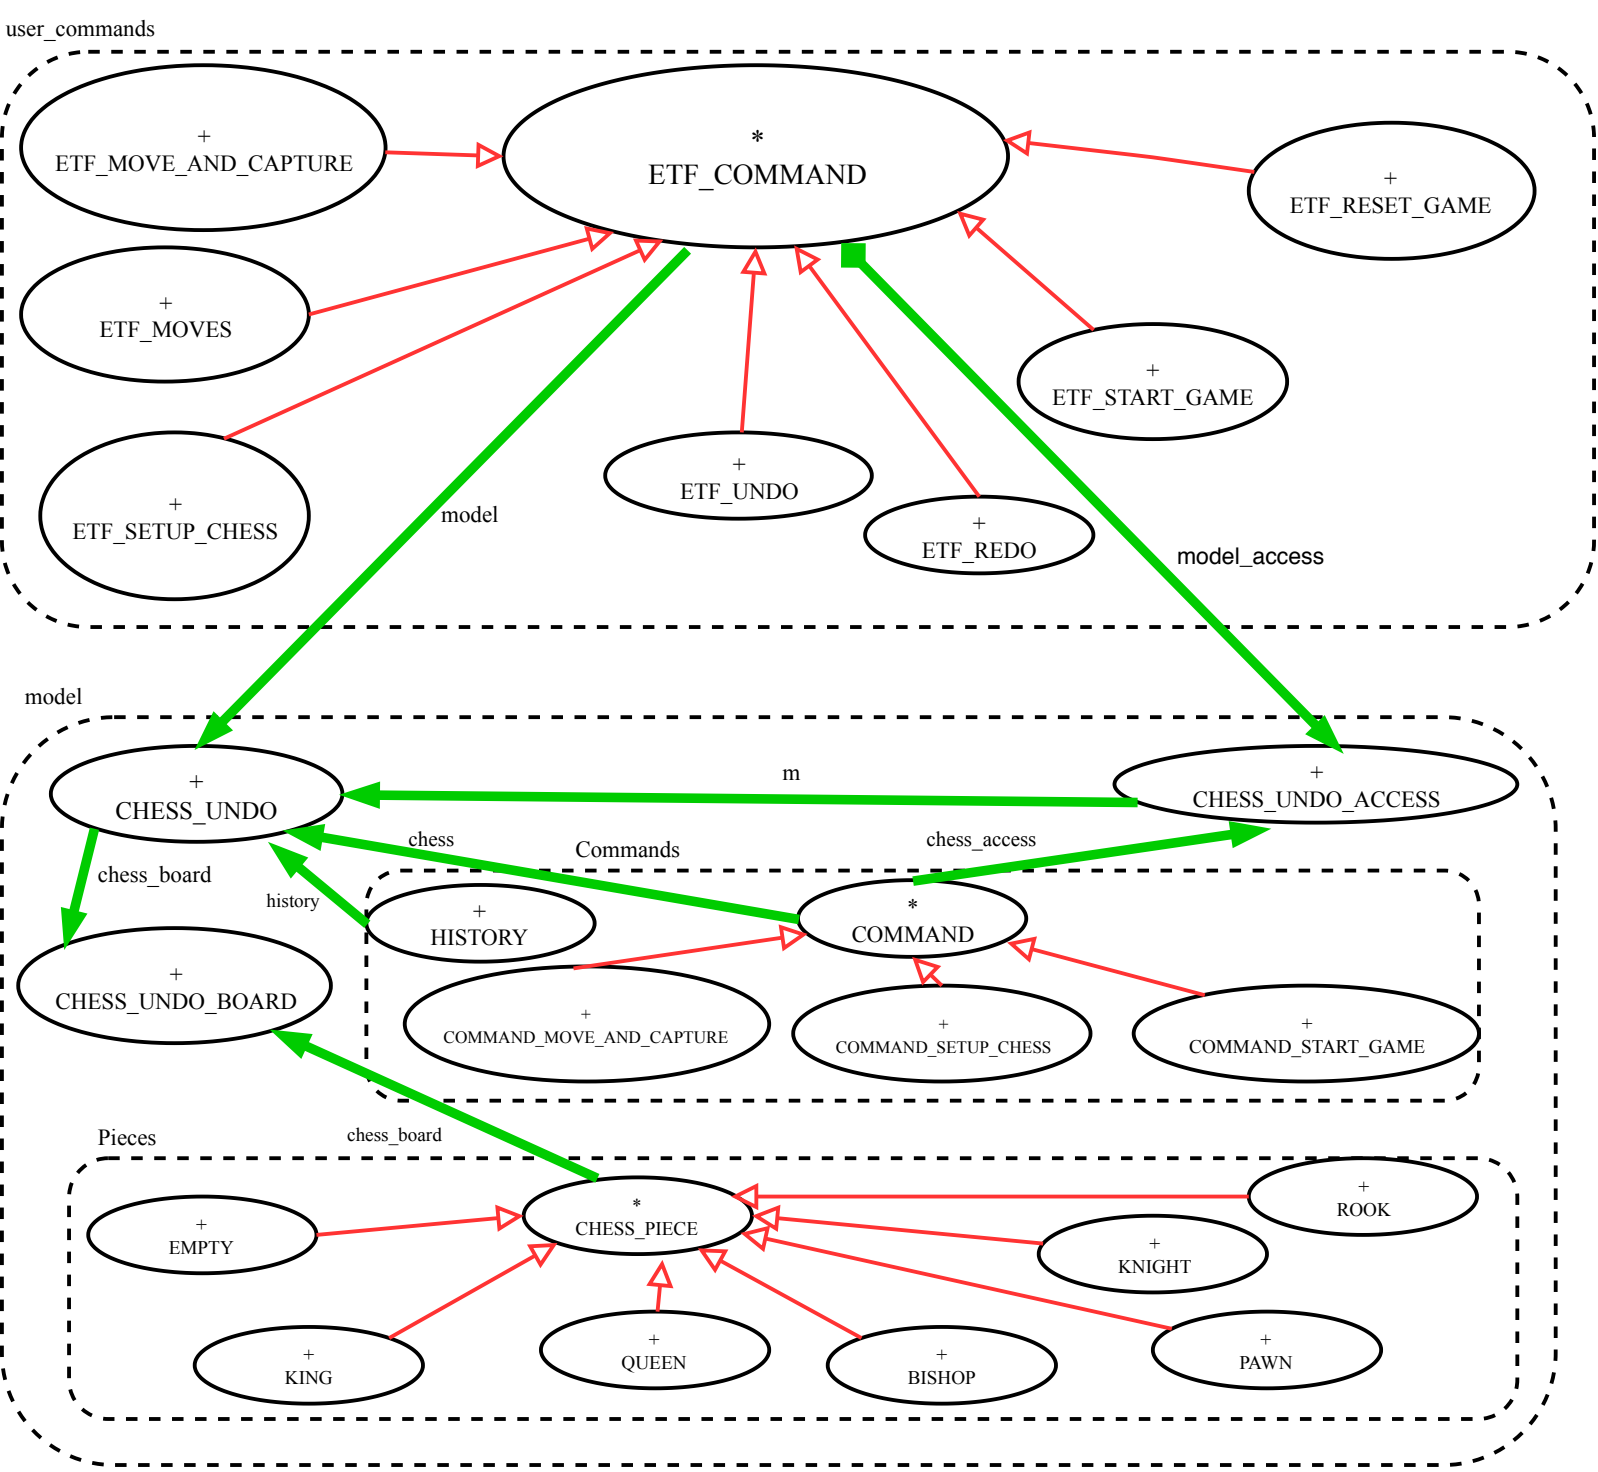 user_commands
+
ETF_MOVE_AND_CAPTURE
*
ETF_COMMAND
+
ETF_RESET_GAME
+
ETF_MOVES
+
ETF_START_GAME
+
ETF_SETUP_CHESS
+
ETF_UNDO
+
ETF_REDO
model
model_access
model
+
CHESS_UNDO
m
+
CHESS_UNDO_ACCESS
chess
chess_access
Commands
chess_board
history
+
HISTORY
*
COMMAND
+
CHESS_UNDO_BOARD
+
COMMAND_MOVE_AND_CAPTURE
+
COMMAND_SETUP_CHESS
+
COMMAND_START_GAME
chess_board
Pieces
+
EMPTY
*
CHESS_PIECE
+
ROOK
+
KNIGHT
+
KING
+
QUEEN
+
BISHOP
+
PAWN